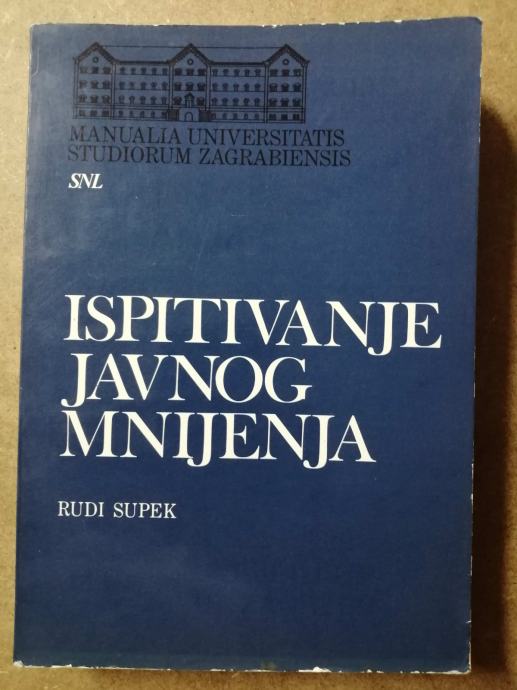 MANUALIA UNIVERSITATIS
STUDIORUM ZAGRABIENSIS
SNL
ISPITIVANJE
JAVNOG
MNIJENJA
RUDI SUPEK